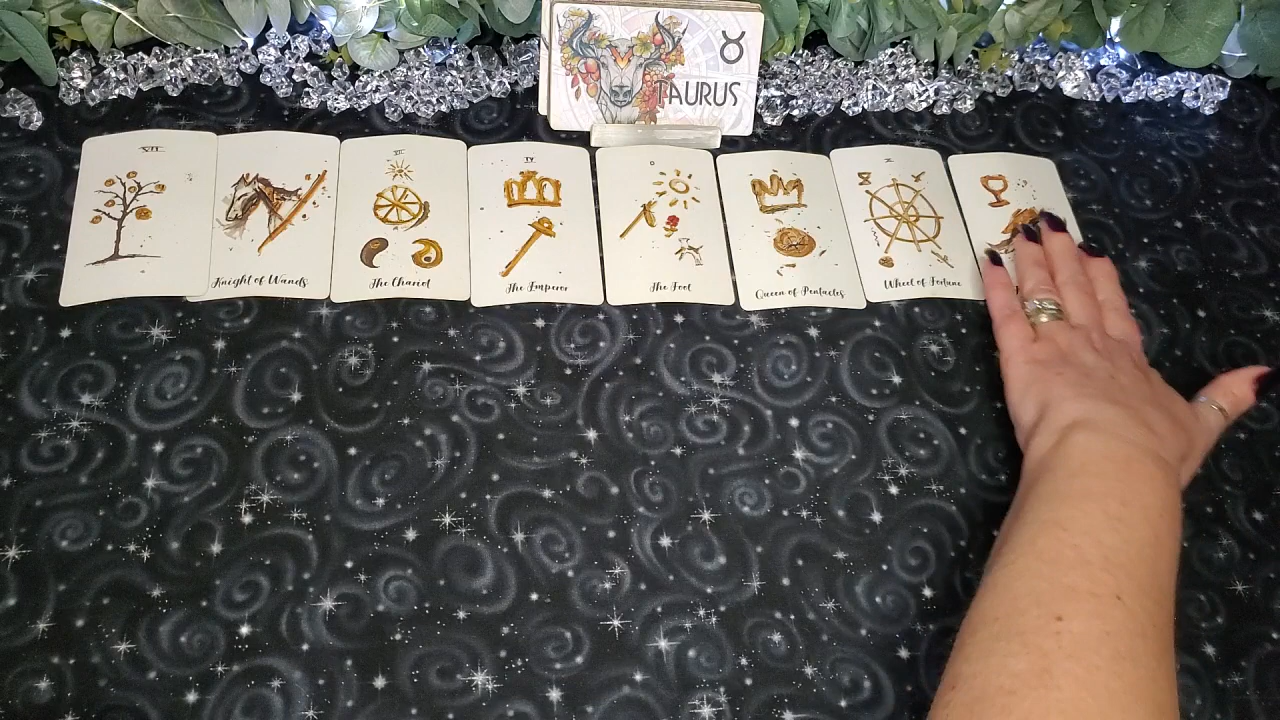 ♉
TAURUS
VII
Knight of Wands
VII
The Chariot
IV
The Emperor
0
The Fool
Queen of Pentacles
X
Wheel of Fortune